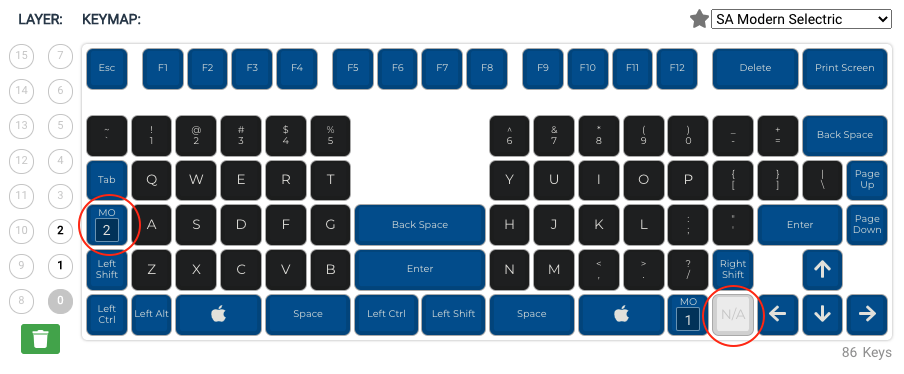 LAYER: KEYMAP: SA Modern Selectric
15 7 Esc F1 F2 F3 F4 F5 F6 F7 F8 F9 F10 F11 F12 Delete Print Screen
14 6
13 5 ~ ! @ # $ % ^ & * ( ) _ +
` 1 2 3 4 5 6 7 8 9 0 - = Back Space
12 4 Tab Q W E R T Y U I O P { } | Page
[ ] \ Up
11 3
MO : " Page
10 2 2 A S D F G Back Space H J K L ; ' Enter Down
9 1 Left Z X C V B Enter N M < > ? Right
Shift , . / Shift
8 0 Left Ctrl Left Alt Space Left Ctrl Left Shift Space MO 1 N/A
86 Keys